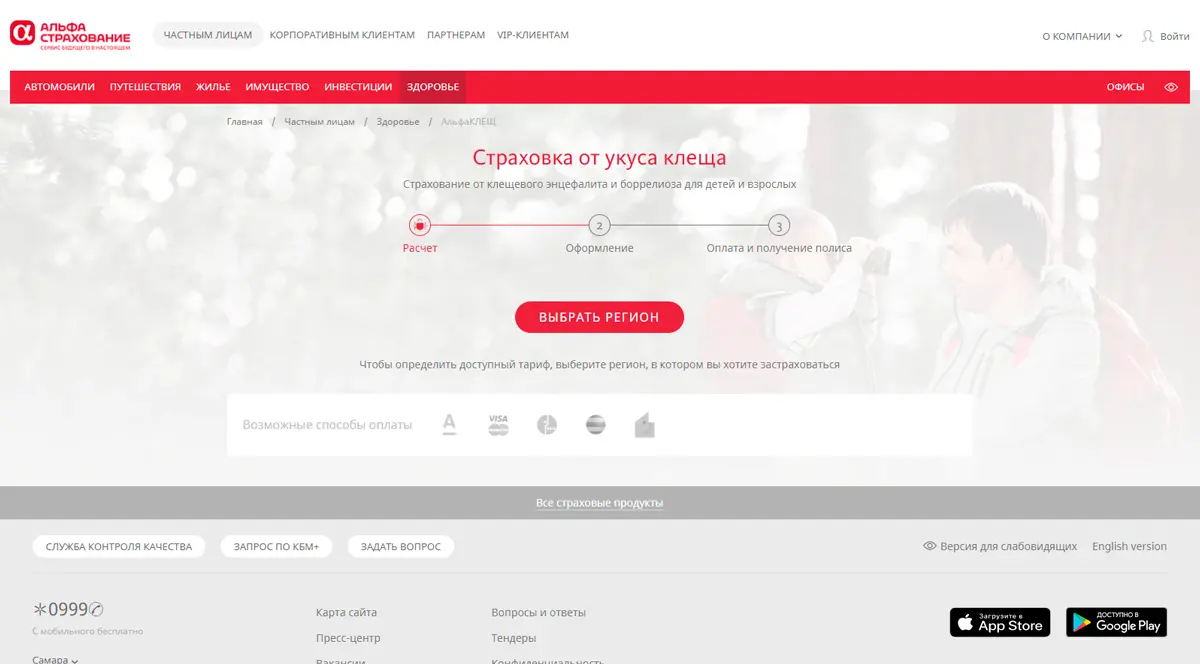 АЛЬФА
СТРАХОВАНИЕ
СЕРВИС БУДУЩЕГО В НАСТОЯЩЕМ
ЧАСТНЫМ ЛИЦАМ
КОРПОРАТИВНЫМ КЛИЕНТАМ
ПАРТНЕРАМ
VIP-КЛИЕНТАМ
О КОМПАНИИ
Войти
АВТОМОБИЛИ
ПУТЕШЕСТВИЯ
ЖИЛЬЕ
ИМУЩЕСТВО
ИНВЕСТИЦИИ
ЗДОРОВЬЕ
ОФИСЫ
Главная / Частным лицам / Здоровье / АльфаКЛЕЩ
Страховка от укуса клеща
Страхование от клещевого энцефалита и боррелиоза для детей и взрослых
2
3
Расчет
Оформление
Оплата и получение полиса
ВЫБРАТЬ РЕГИОН
Чтобы определить доступный тариф, выберите регион, в котором вы хотите застраховаться
Возможные способы оплаты
VISA
Все страховые продукты
СЛУЖБА КОНТРОЛЯ КАЧЕСТВА
ЗАПРОС ПО КБМ+
ЗАДАТЬ ВОПРОС
Версия для слабовидящих
English version
*0999
С мобильного бесплатно
Самара
Карта сайта
Пресс-центр
Вакансии
Вопросы и ответы
Тендеры
Конфиденциальность
Загрузите в
App Store
ДОСТУПНО В
Google Play